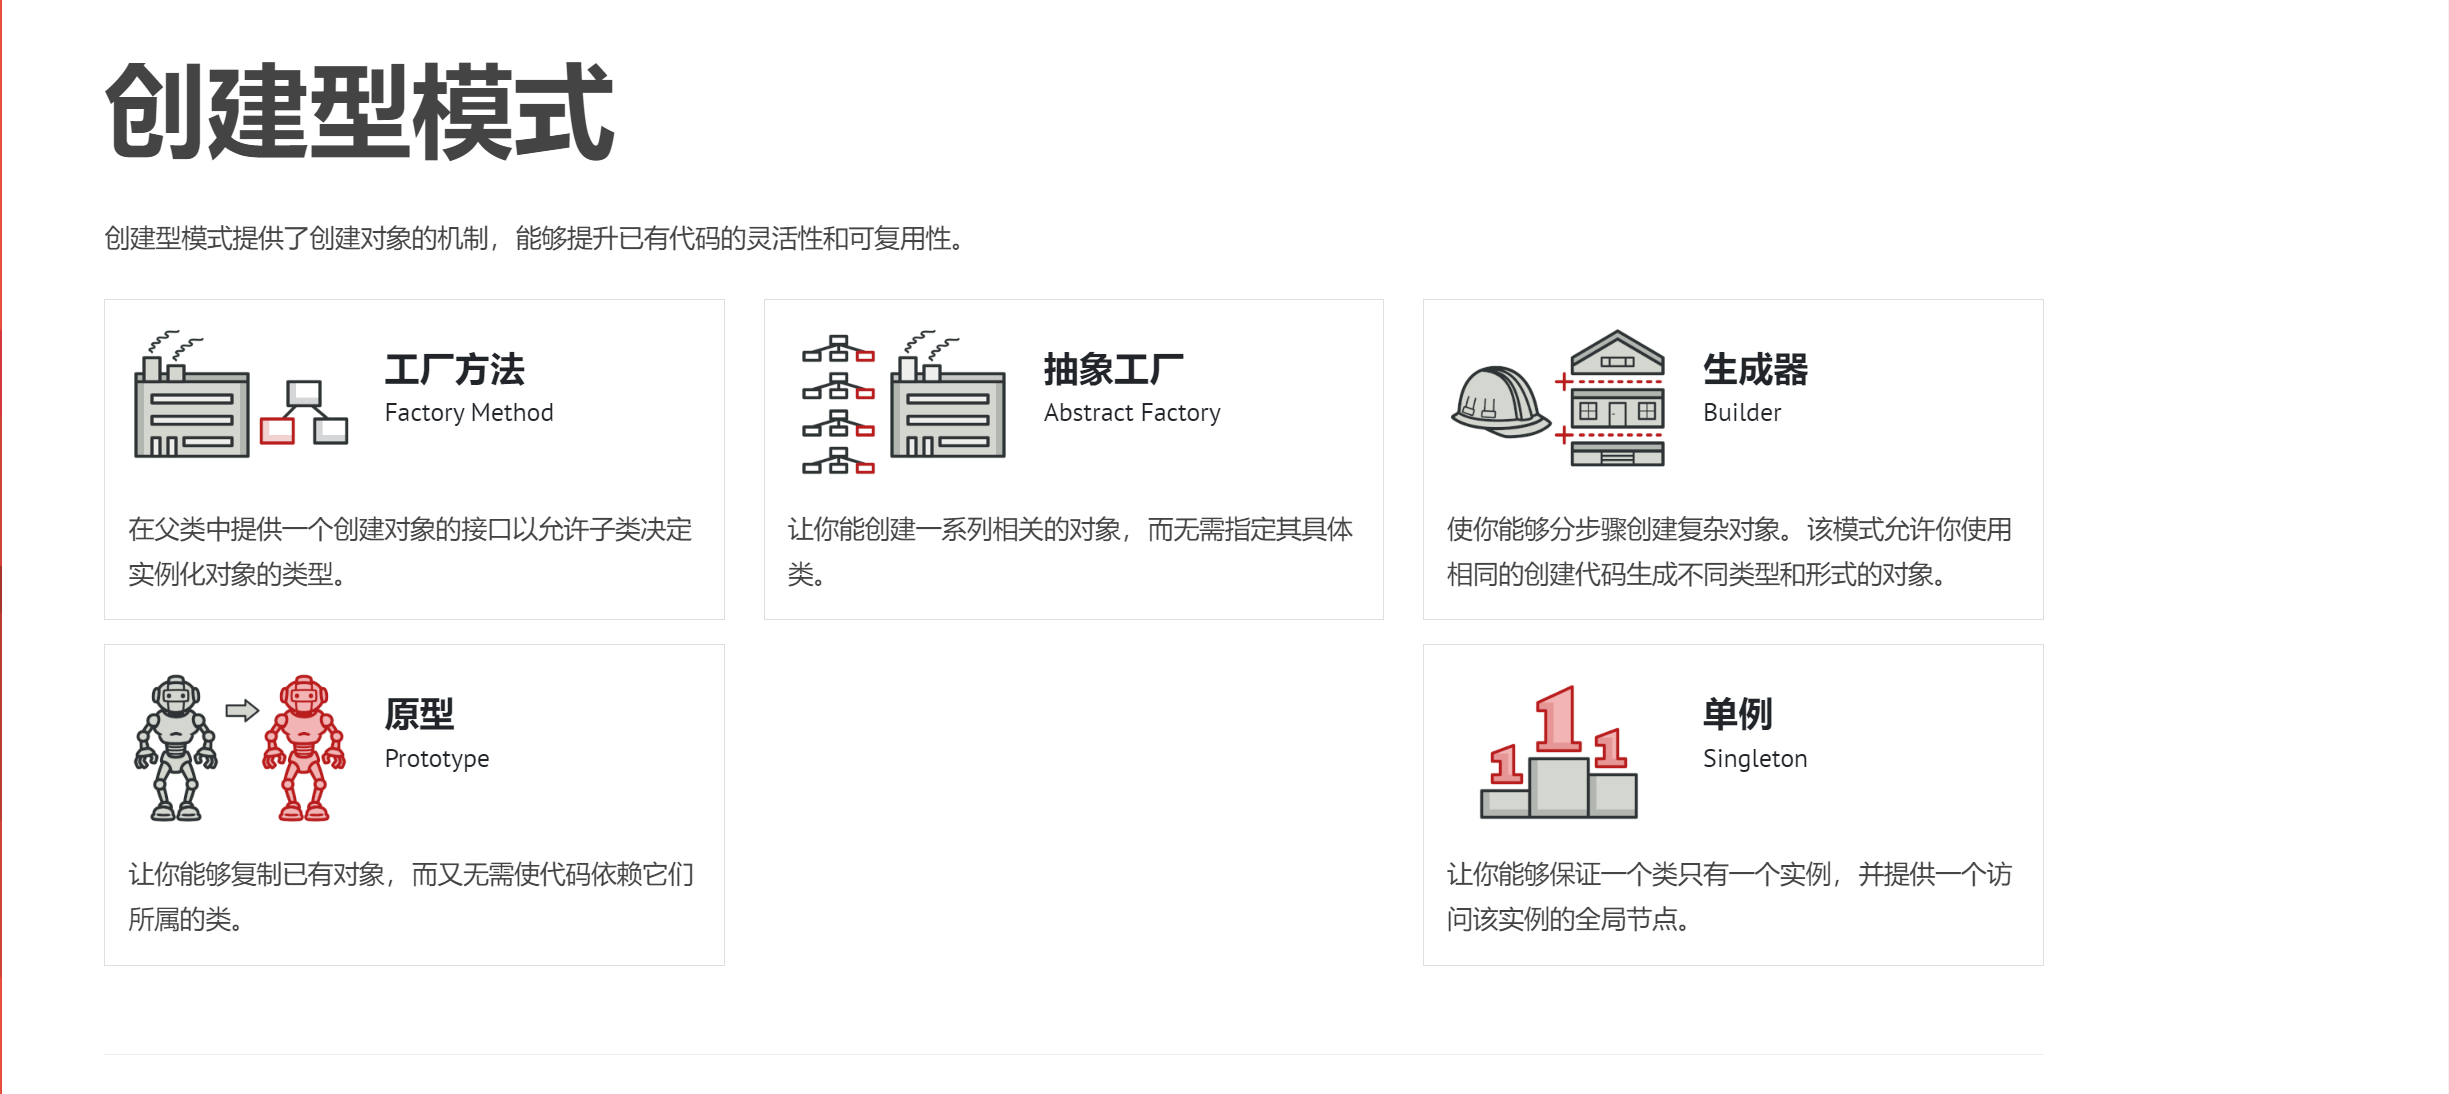 创建型模式
创建型模式提供了创建对象的机制，能够提升已有代码的灵活性和可复用性。
工厂方法
Factory Method
在父类中提供一个创建对象的接口以允许子类决定
实例化对象的类型。
抽象工厂
Abstract Factory
让你能创建一系列相关的对象，而无需指定其具体
类。
生成器
Builder
使你能够分步骤创建复杂对象。该模式允许你使用
相同的创建代码生成不同类型和形式的对象。
原型
Prototype
让你能够复制已有对象，而又无需使代码依赖它们
所属的类。
1
1
1
单例
Singleton
让你能够保证一个类只有一个实例，并提供一个访
问该实例的全局节点。